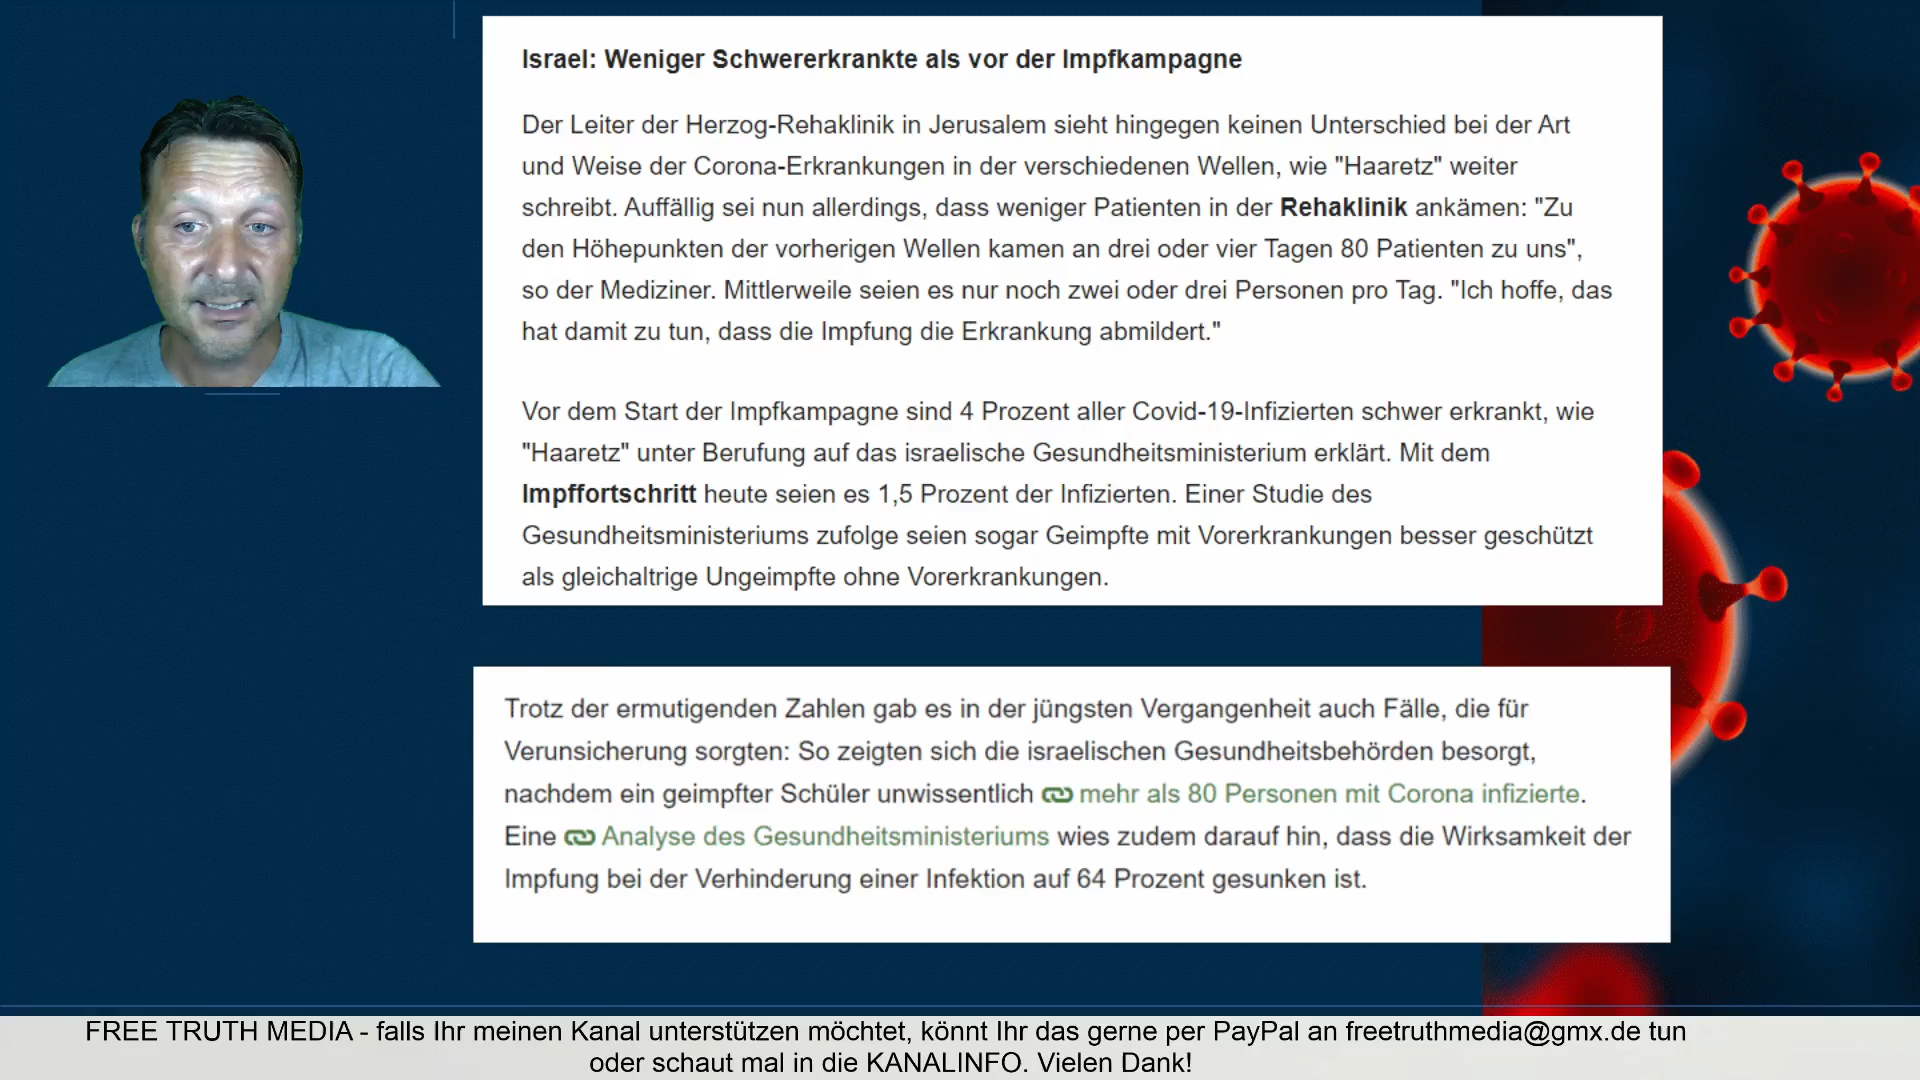 Israel: Weniger Schwererkrankte als vor der Impfkampagne
Der Leiter der Herzog-Rehaklinik in Jerusalem sieht hingegen keinen Unterschied bei der Art
und Weise der Corona-Erkrankungen in der verschiedenen Wellen, wie "Haaretz" weiter
schreibt. Auffällig sei nun allerdings, dass weniger Patienten in der Rehaklinik ankämen: "Zu
den Höhepunkten der vorherigen Wellen kamen an drei oder vier Tagen 80 Patienten zu uns",
so der Mediziner. Mittlerweile seien es nur noch zwei oder drei Personen pro Tag. "Ich hoffe, das
hat damit zu tun, dass die Impfung die Erkrankung abmildert."
Vor dem Start der Impfkampagne sind 4 Prozent aller Covid-19-Infizierten schwer erkrankt, wie
"Haaretz" unter Berufung auf das israelische Gesundheitsministerium erklärt. Mit dem
Impffortschritt heute seien es 1,5 Prozent der Infizierten. Einer Studie des
Gesundheitsministeriums zufolge seien sogar Geimpfte mit Vorerkrankungen besser geschützt
als gleichaltrige Ungeimpfte ohne Vorerkrankungen.
Trotz der ermutigenden Zahlen gab es in der jüngsten Vergangenheit auch Fälle, die für
Verunsicherung sorgten: So zeigten sich die israelischen Gesundheitsbehörden besorgt,
nachdem ein geimpfter Schüler unwissentlich mehr als 80 Personen mit Corona infizierte.
Eine Analyse des Gesundheitsministeriums wies zudem darauf hin, dass die Wirksamkeit der
Impfung bei der Verhinderung einer Infektion auf 64 Prozent gesunken ist.
FREE TRUTH MEDIA - falls Ihr meinen Kanal unterstützen möchtet, könnt Ihr das gerne per PayPal an freetruthmedia@gmx.de tun
oder schaut mal in die KANALINFO. Vielen Dank!